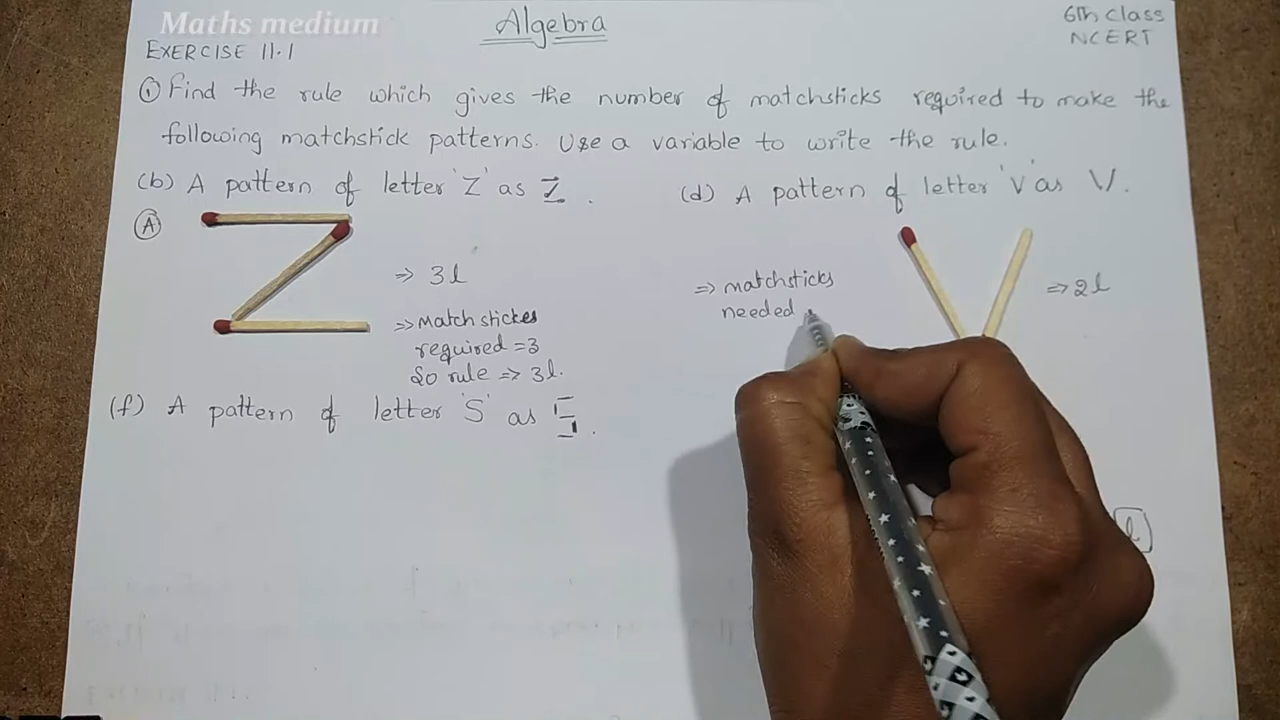 Maths medium
Algebra
6th Class
NCERT
EXERCISE 11.1
① Find the rule which gives the number of matchsticks required to make the
following matchstick patterns. Use a variable to write the rule.
(b) A pattern of letter 'Z' as Z.
(d) A pattern of letter 'V' as V.
Ⓐ
⇒ 3l
⇒ Match stickes
required = 3
So rule ⇒ 3l.
⇒ matchsticks
needed
⇒ 2l
(f) A pattern of letter 'S' as S.
l